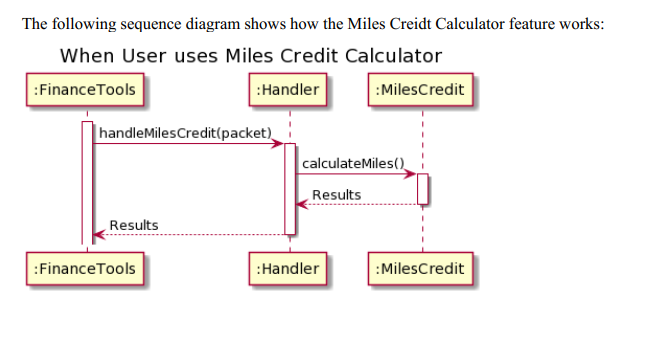 The following sequence diagram shows how the Miles Creidt Calculator feature works:
When User uses Miles Credit Calculator
:FinanceTools :Handler :MilesCredit
handleMilesCredit(packet)
calculateMiles()
Results
Results
:FinanceTools :Handler :MilesCredit